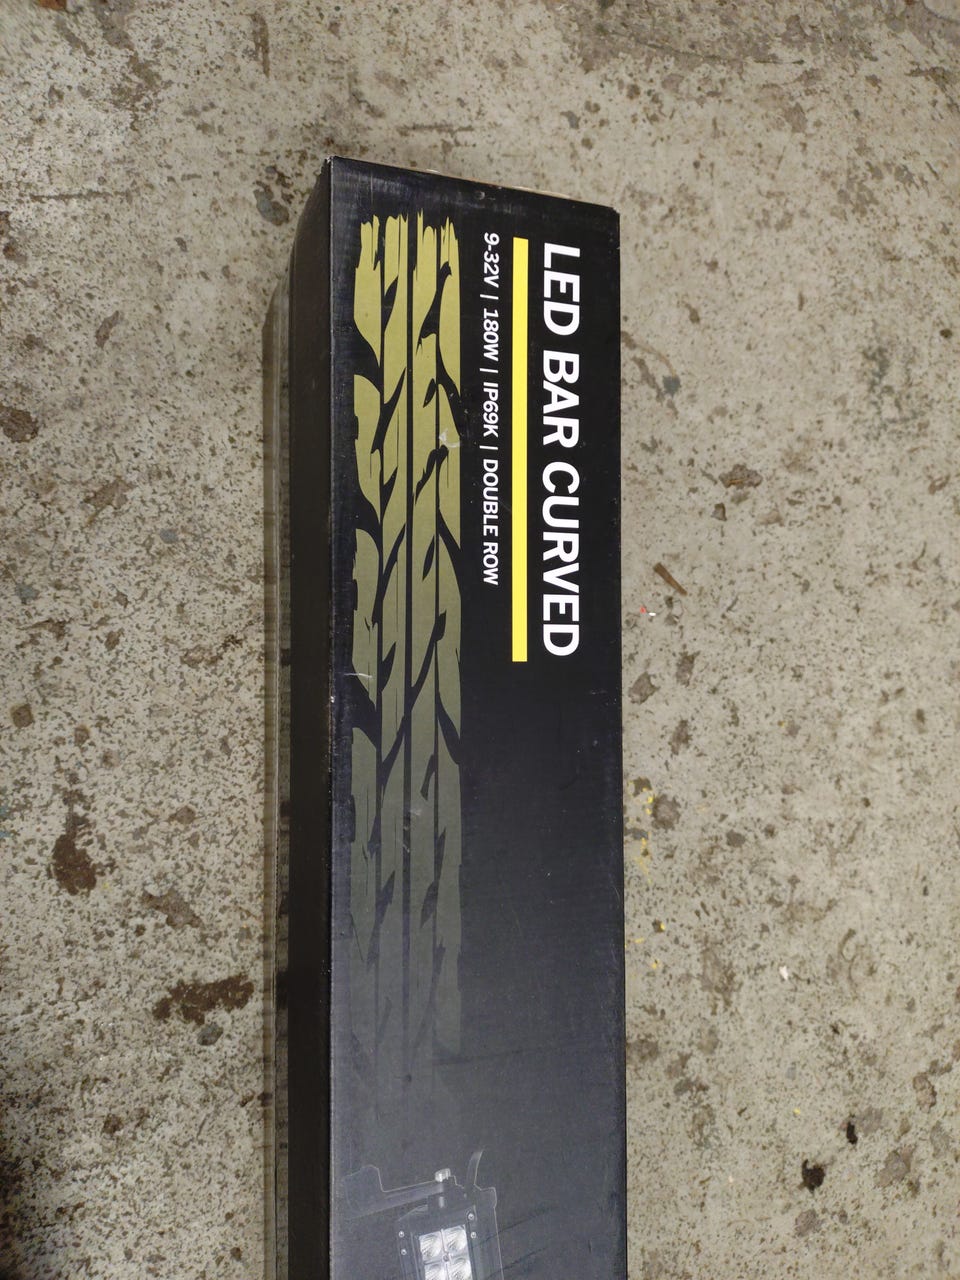 LED BAR CURVED
9-32V | 180W | IP69K | DOUBLE ROW